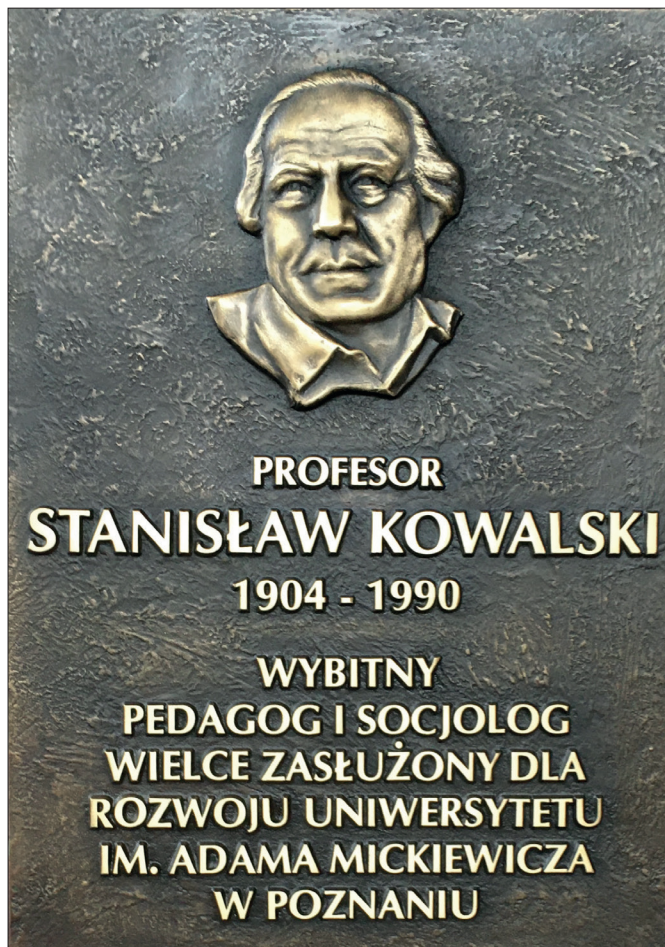 PROFESOR
STANISŁAW KOWALSKI
1904 - 1990
WYBITNY
PEDAGOG I SOCJOLOG
WIELCE ZASŁUŻONY DLA
ROZWOJU UNIWERSYTETU
IM. ADAMA MICKIEWICZA
W POZNANIU